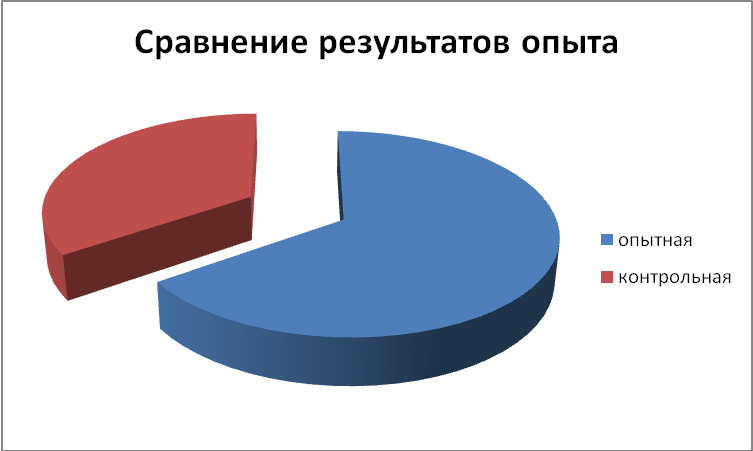 Сравнение результатов опыта
опытная
контрольная